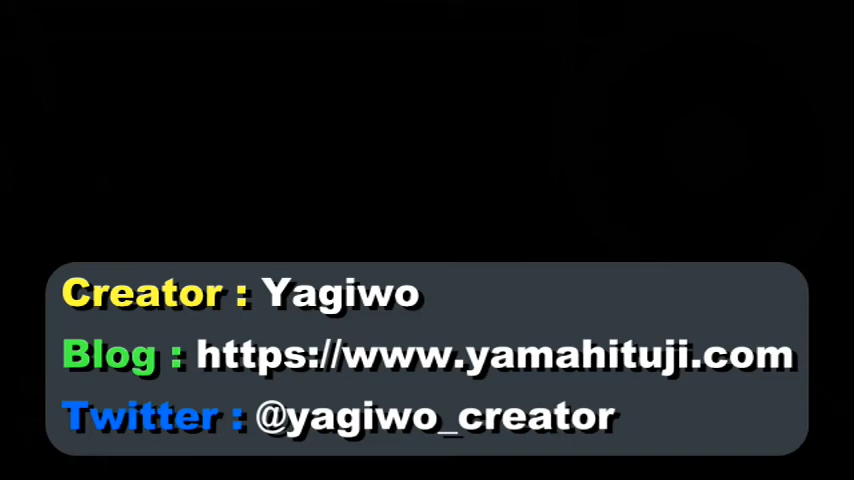 Creator : Yagiwo
Blog : https://www.yamahituji.com
Twitter : @yagiwo_creator